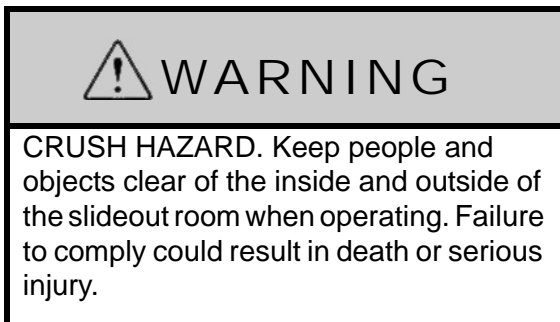 WARNING
CRUSH HAZARD. Keep people and
objects clear of the inside and outside of
the slideout room when operating. Failure
to comply could result in death or serious
injury.